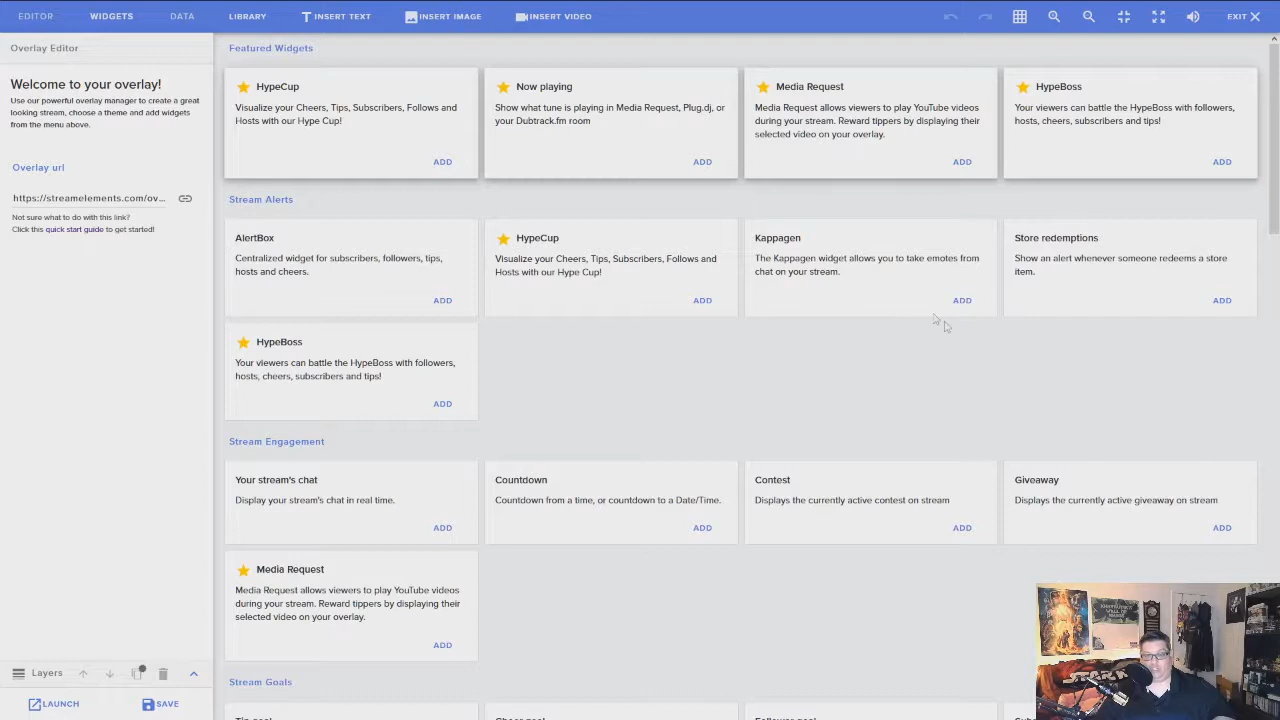 EDITOR WIDGETS DATA LIBRARY INSERT TEXT INSERT IMAGE INSERT VIDEO EXIT
Overlay Editor
Welcome to your overlay!
Use our powerful overlay manager to create a great
looking stream, choose a theme and add widgets
from the menu above.
Overlay url
https://streamelements.com/ov...
Not sure what to do with this link?
Click this quick start guide to get started!
Layers
LAUNCH SAVE
Featured Widgets
HypeCup
Visualize your Cheers, Tips, Subscribers, Follows and
Hosts with our Hype Cup!
ADD
Now playing
Show what tune is playing in Media Request, Plug.dj, or
your Dubtrack.fm room
ADD
Media Request
Media Request allows viewers to play YouTube videos
during your stream. Reward tippers by displaying their
selected video on your overlay.
ADD
HypeBoss
Your viewers can battle the HypeBoss with followers,
hosts, cheers, subscribers and tips!
ADD
Stream Alerts
AlertBox
Centralized widget for subscribers, followers, tips,
hosts and cheers.
ADD
HypeCup
Visualize your Cheers, Tips, Subscribers, Follows and
Hosts with our Hype Cup!
ADD
Kappagen
The Kappagen widget allows you to take emotes from
chat on your stream.
ADD
Store redemptions
Show an alert whenever someone redeems a store
item.
ADD
HypeBoss
Your viewers can battle the HypeBoss with followers,
hosts, cheers, subscribers and tips!
ADD
Stream Engagement
Your stream's chat
Display your stream's chat in real time.
ADD
Countdown
Countdown from a time, or countdown to a Date/Time.
ADD
Contest
Displays the currently active contest on stream
ADD
Giveaway
Displays the currently active giveaway on stream
ADD
Media Request
Media Request allows viewers to play YouTube videos
during your stream. Reward tippers by displaying their
selected video on your overlay.
ADD
Stream Goals